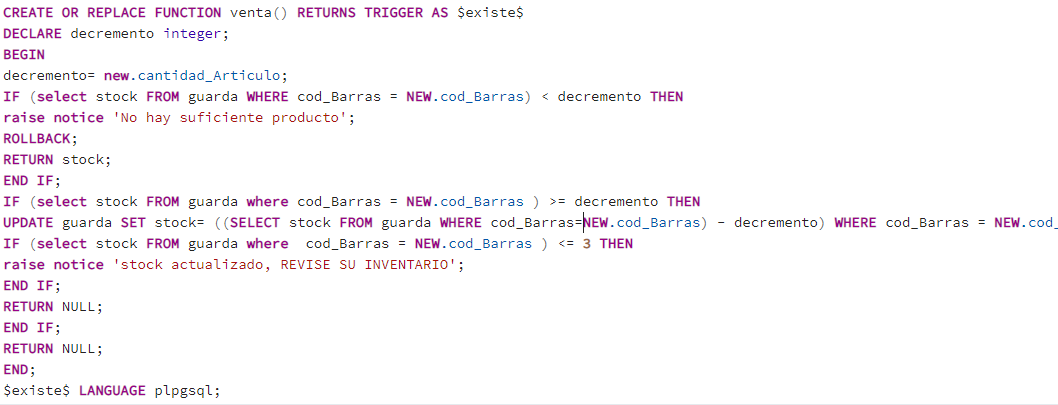 CREATE OR REPLACE FUNCTION venta() RETURNS TRIGGER AS $existe$
DECLARE decremento integer;
BEGIN
decremento= new.cantidad_Articulo;
IF (select stock FROM guarda WHERE cod_Barras = NEW.cod_Barras) < decremento THEN
raise notice 'No hay suficiente producto';
ROLLBACK;
RETURN stock;
END IF;
IF (select stock FROM guarda where cod_Barras = NEW.cod_Barras ) >= decremento THEN
UPDATE guarda SET stock= ((SELECT stock FROM guarda WHERE cod_Barras=NEW.cod_Barras) - decremento) WHERE cod_Barras = NEW.cod_
IF (select stock FROM guarda where  cod_Barras = NEW.cod_Barras ) <= 3 THEN
raise notice 'stock actualizado, REVISE SU INVENTARIO';
END IF;
RETURN NULL;
END IF;
RETURN NULL;
END;
$existe$ LANGUAGE plpgsql;